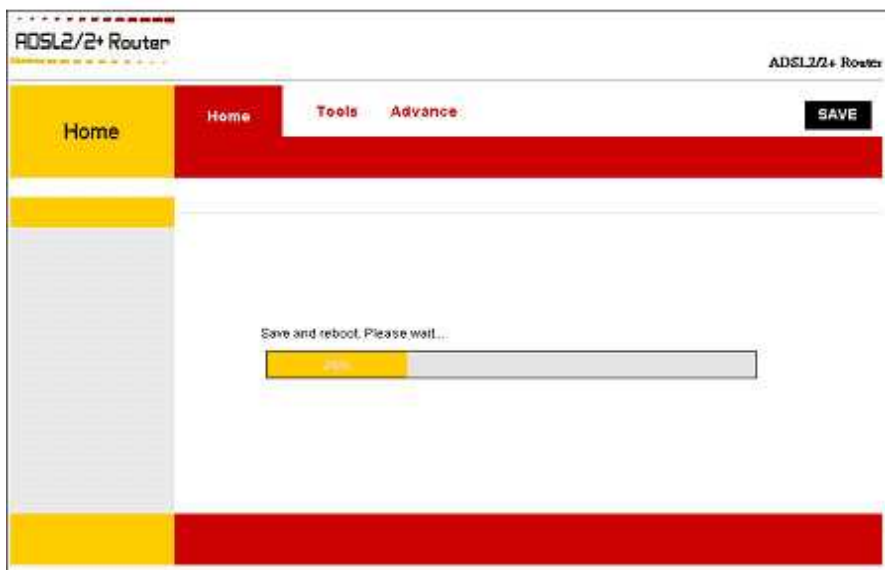 ADSL2/2+ Router
ADSL2/2+ Router
Home
Home Tools Advance SAVE
Save and reboot. Please wait...